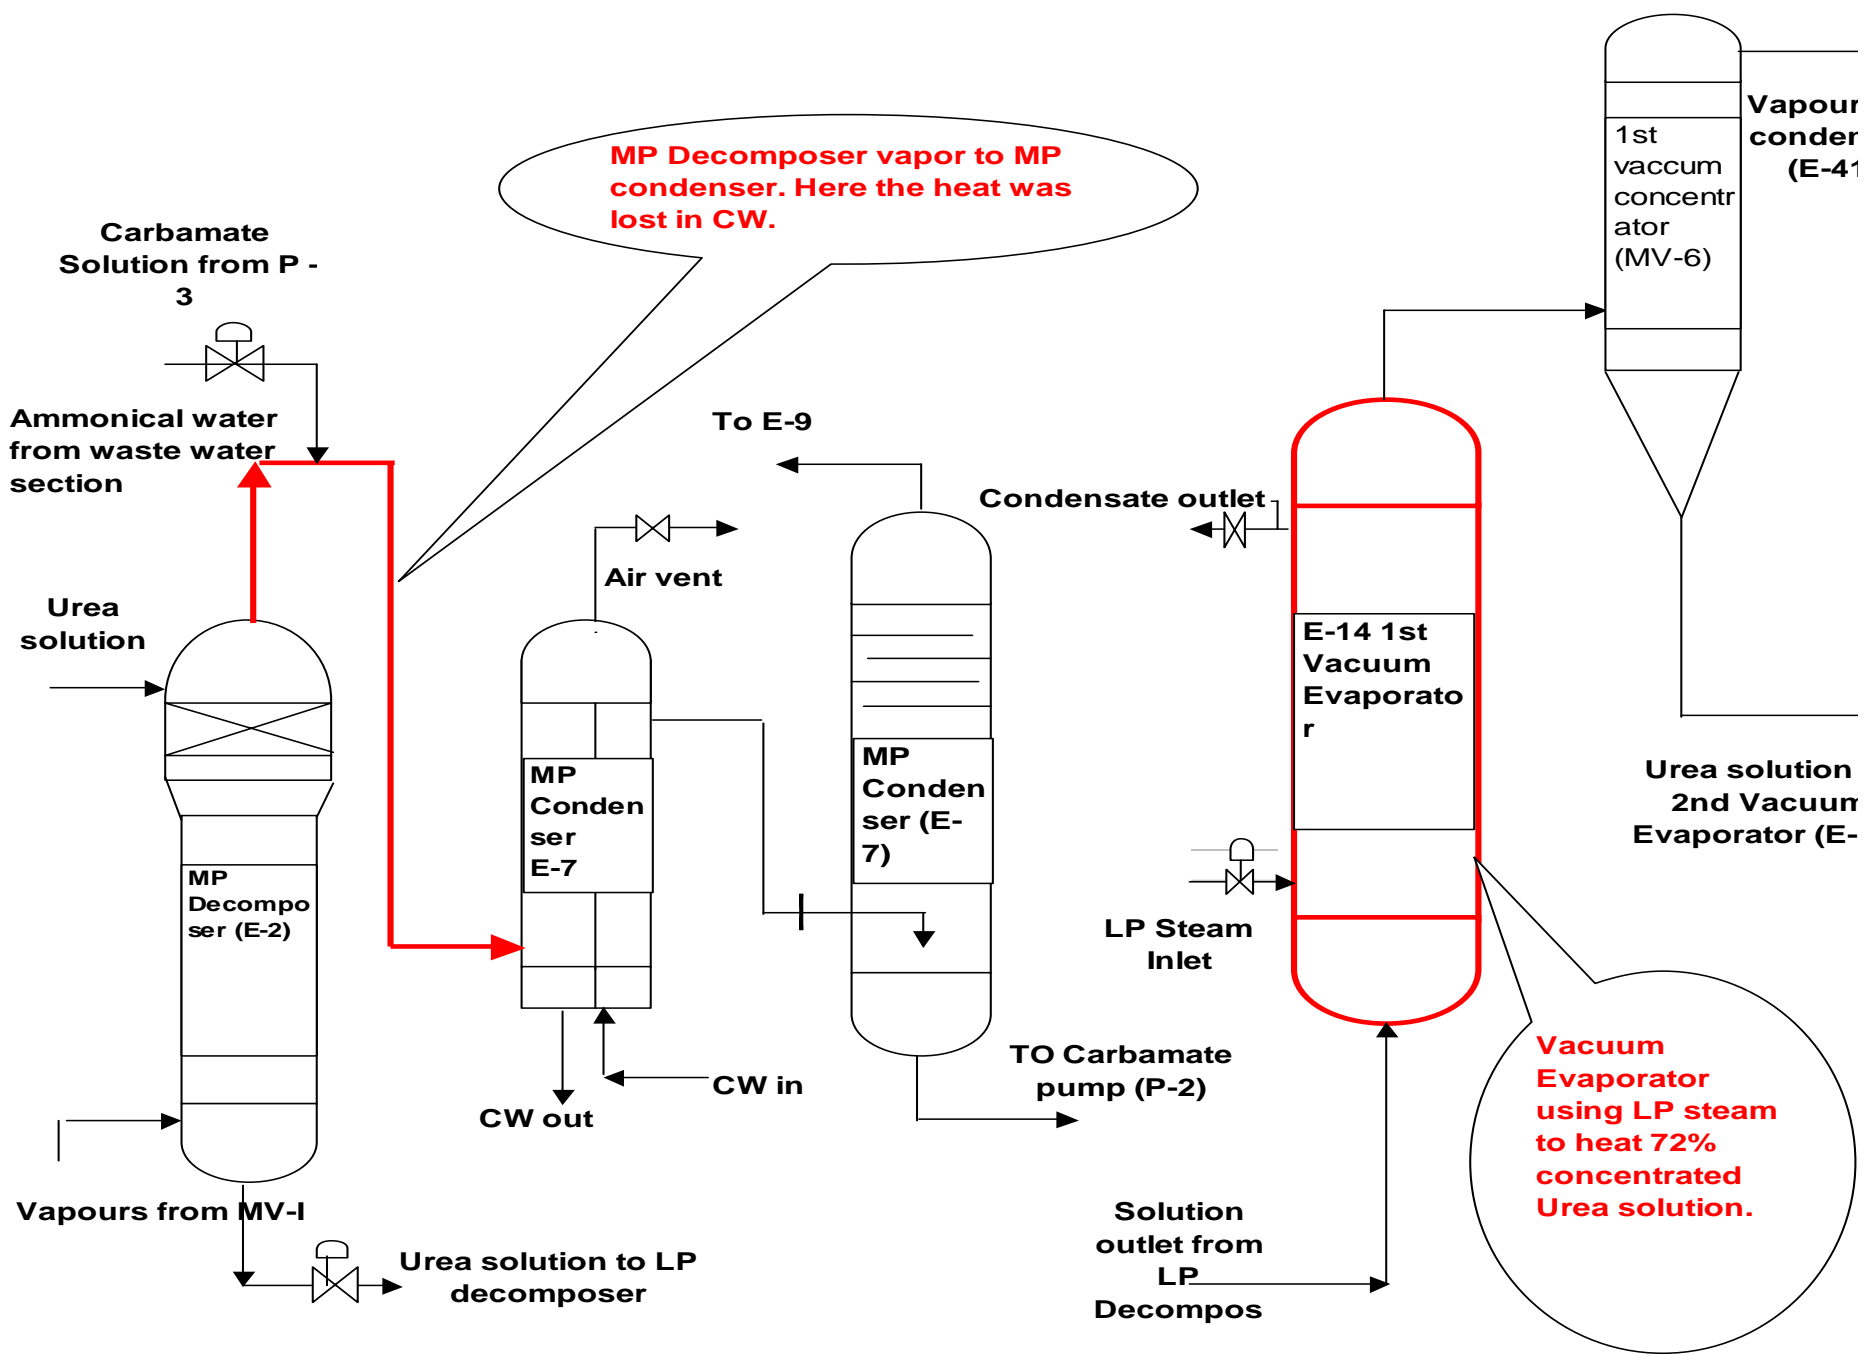 MP Decomposer vapor to MP
condenser. Here the heat was
lost in CW.
Carbamate
Solution from P -
3
Ammonical water
from waste water
section
Urea
solution
MP
Decompo
ser (E-2)
Vapours from MV-I
Urea solution to LP
decomposer
Air vent
MP
Conden
ser
E-7
CW out
CW in
To E-9
MP
Conden
ser (E-
7)
TO Carbamate
pump (P-2)
Condensate outlet
E-14 1st
Vacuum
Evaporato
r
LP Steam
Inlet
Solution
outlet from
LP
Decompos
1st
vaccum
concentr
ator
(MV-6)
Vapour
conden
(E-41
Urea solution
2nd Vacuum
Evaporator (E-
Vacuum
Evaporator
using LP steam
to heat 72%
concentrated
Urea solution.